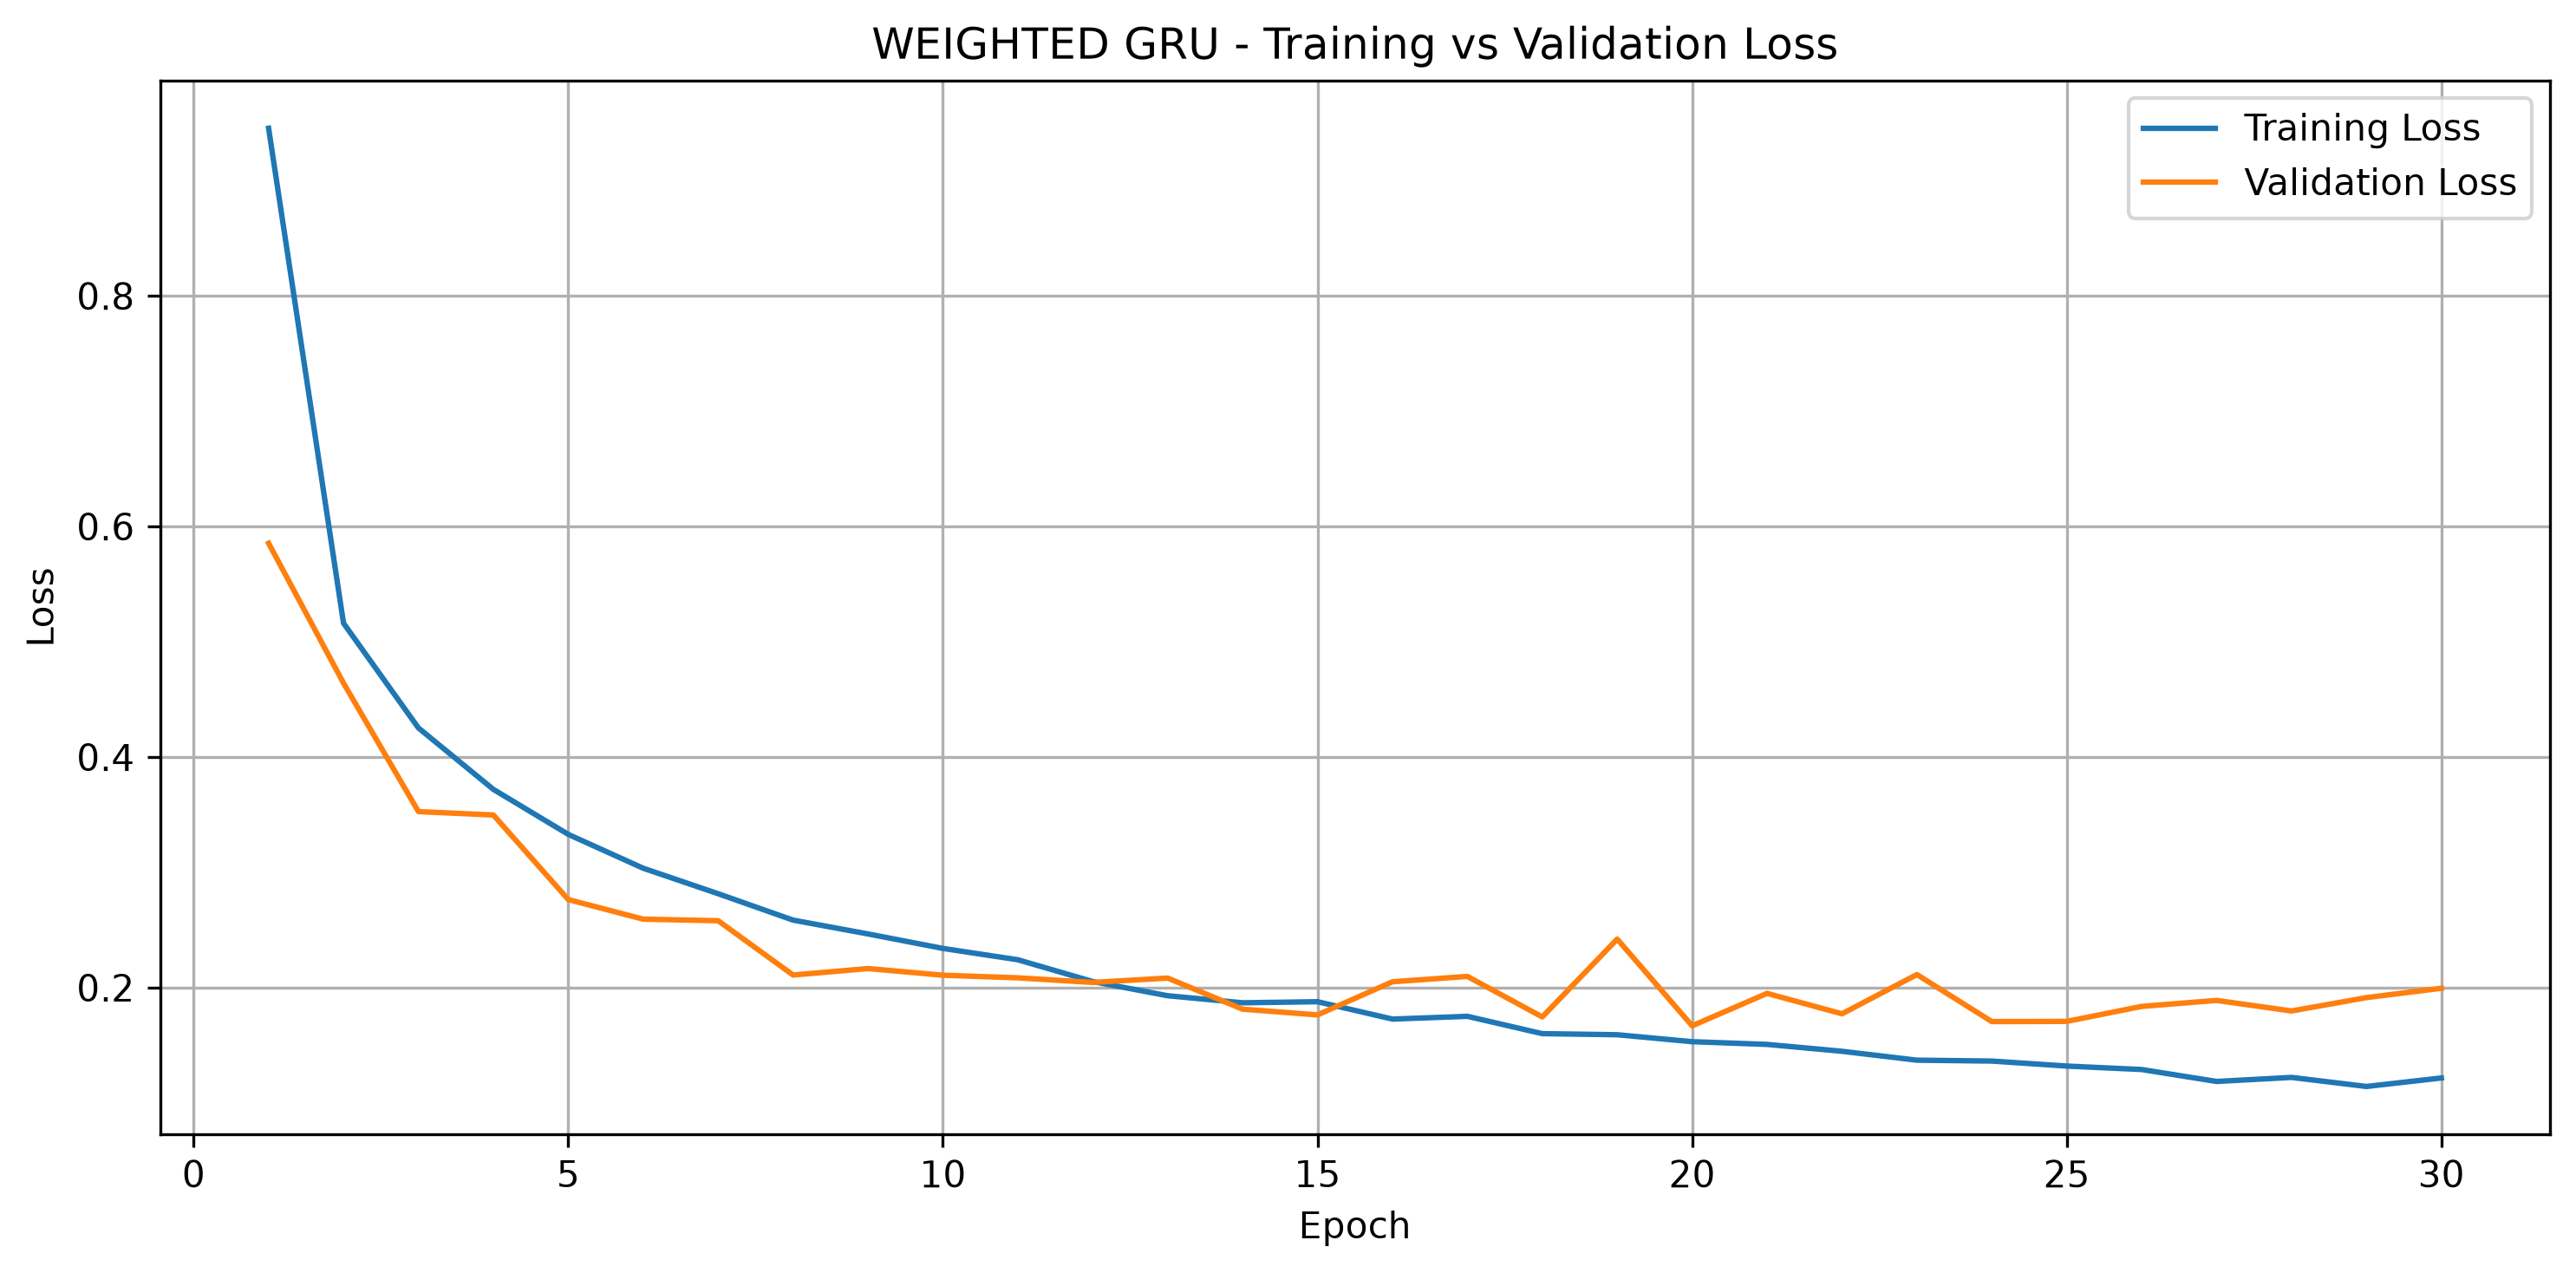 WEIGHTED GRU - Training vs Validation Loss
Training Loss
Validation Loss
0.8
0.6
0.4
0.2
Loss
0 5 10 15 20 25 30
Epoch